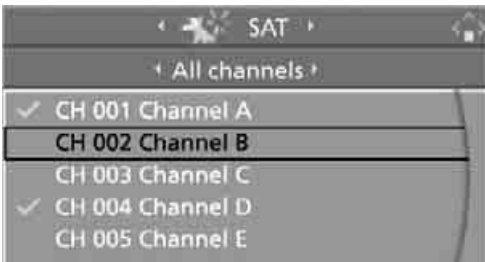 SAT
All channels
CH 001 Channel A
CH 002 Channel B
CH 003 Channel C
CH 004 Channel D
CH 005 Channel E